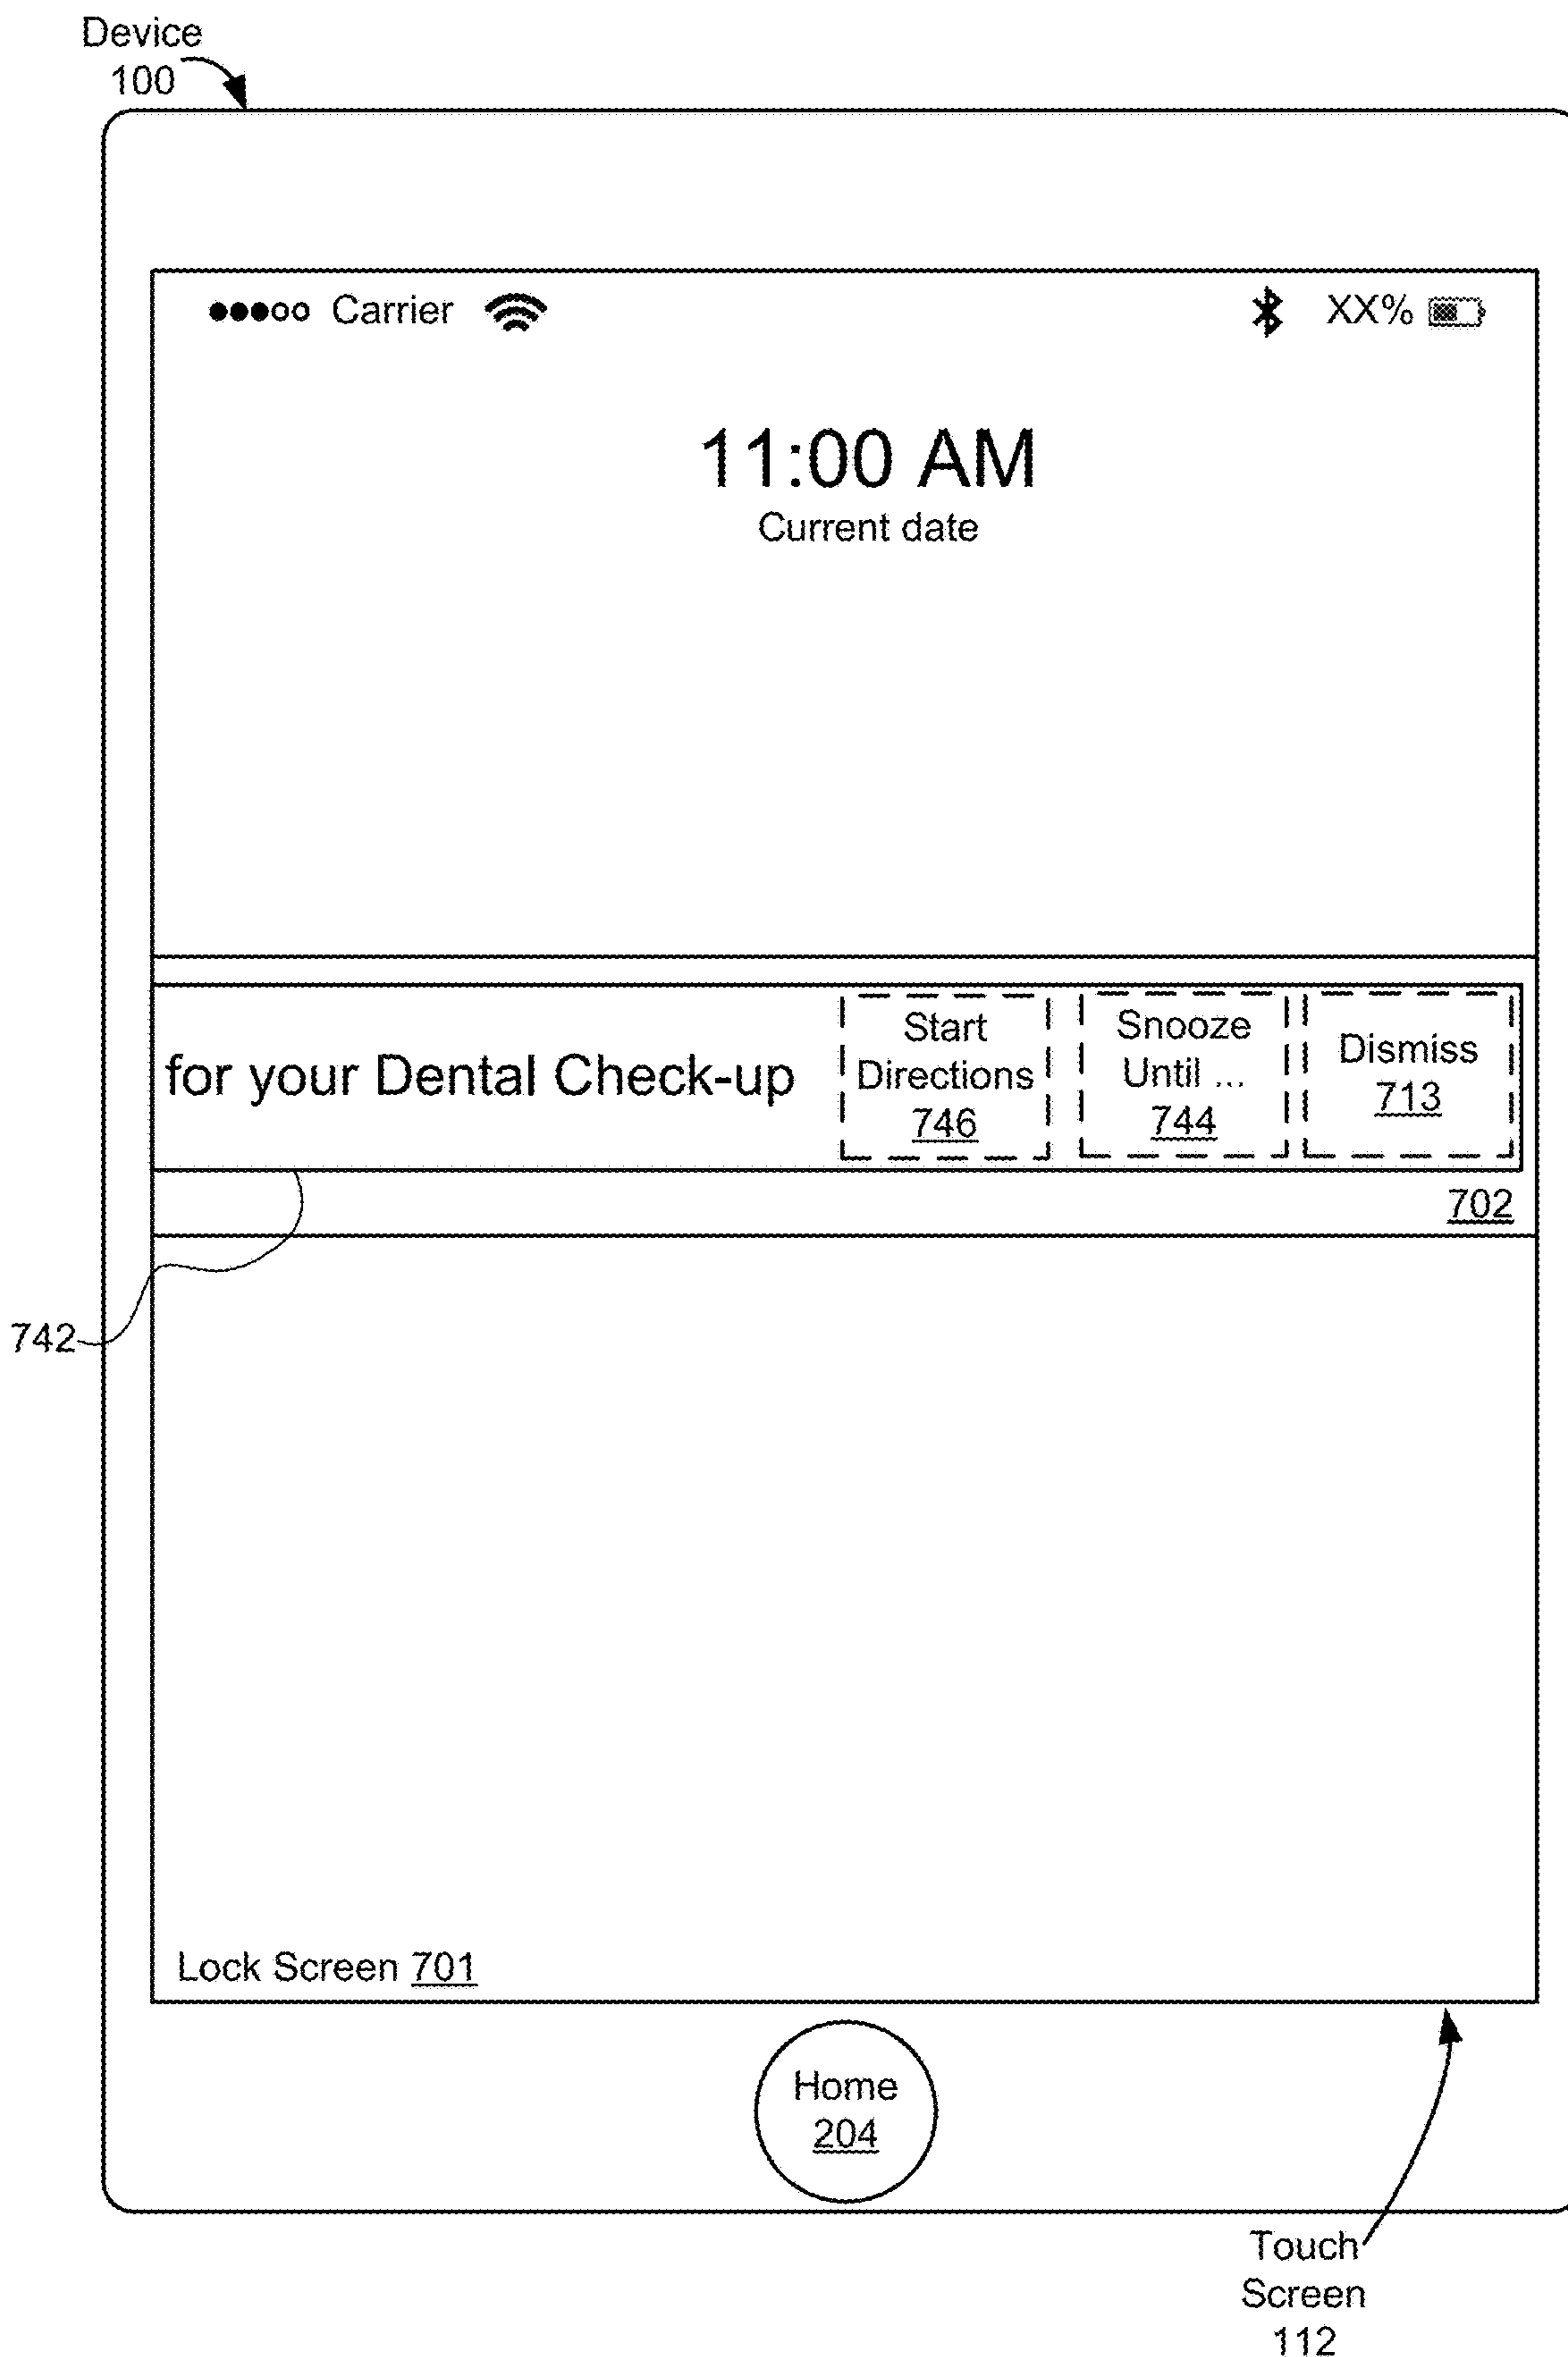 Device
100
Carrier
XX%
11:00 AM
Current date
for your Dental Check-up
Start
Directions
746
Snooze
Until ...
744
Dismiss
713
702
742
Lock Screen 701
Home
204
Touch
Screen
112